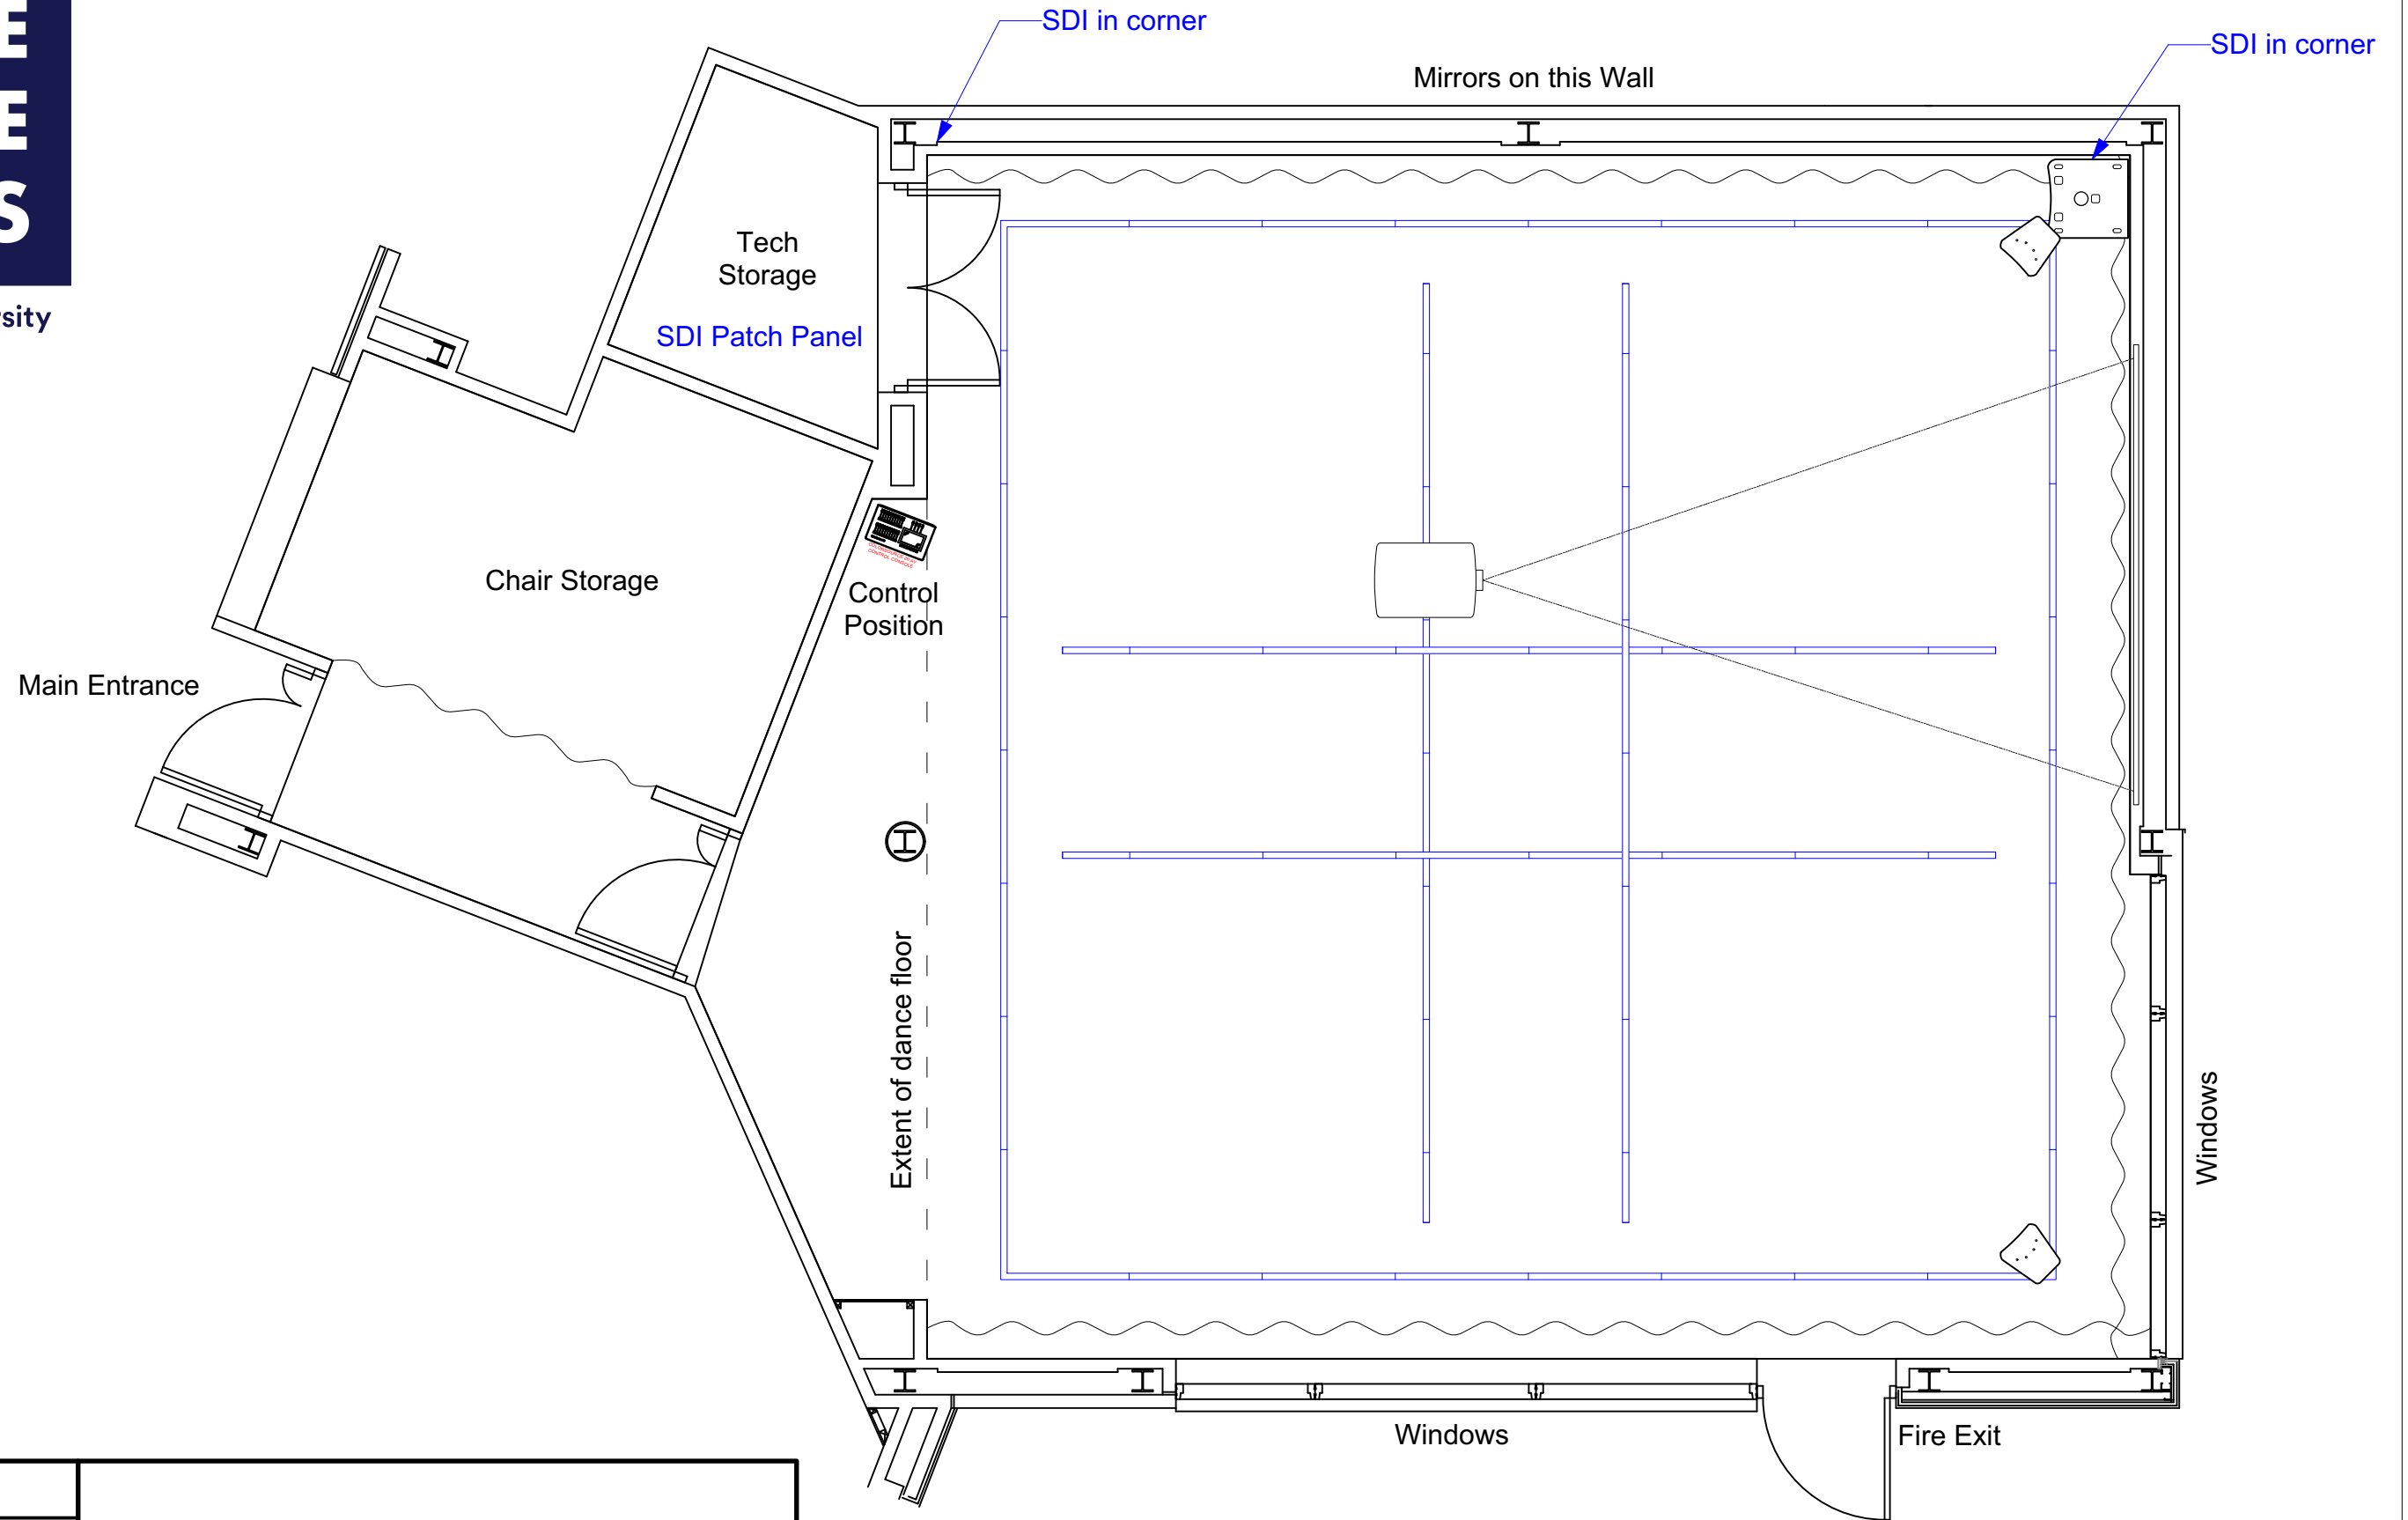 E
E
S
rsity
SDI in corner
SDI in corner
Mirrors on this Wall
Tech
Storage
SDI Patch Panel
Chair Storage
Control
Position
Main Entrance
Extent of dance floor
Windows
Windows
Fire Exit